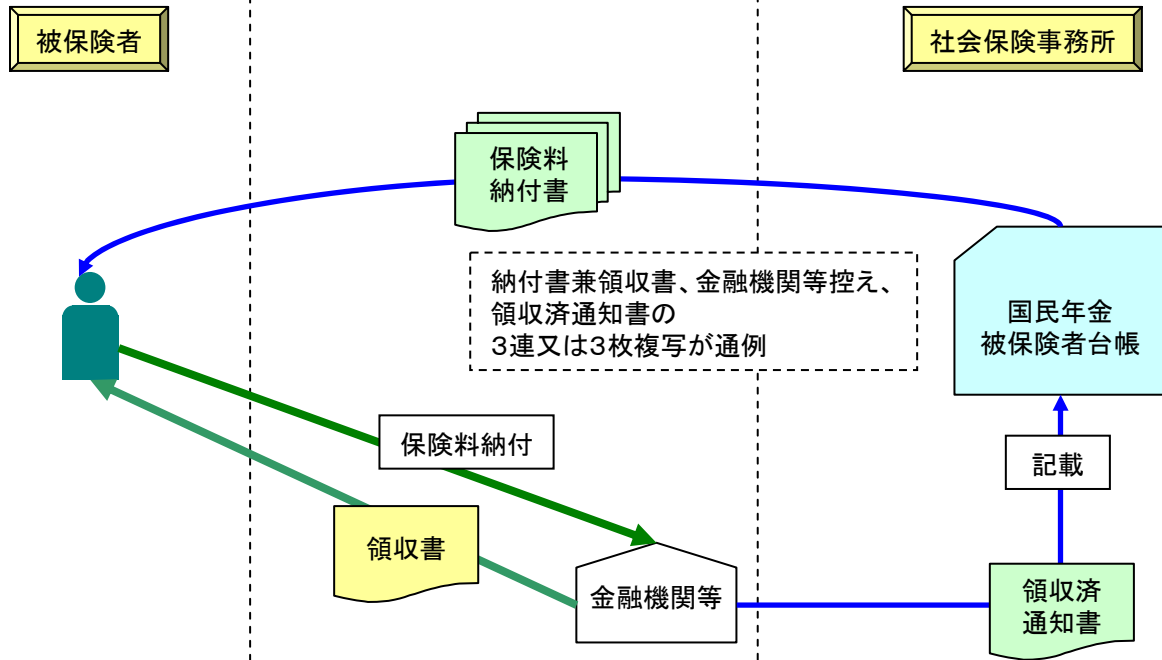 被保険者
社会保険事務所
保険料
納付書
納付書兼領収書、金融機関等控え、
領収済通知書の
３連又は３枚複写が通例
国民年金
被保険者台帳
保険料納付
記載
領収書
金融機関等
領収済
通知書